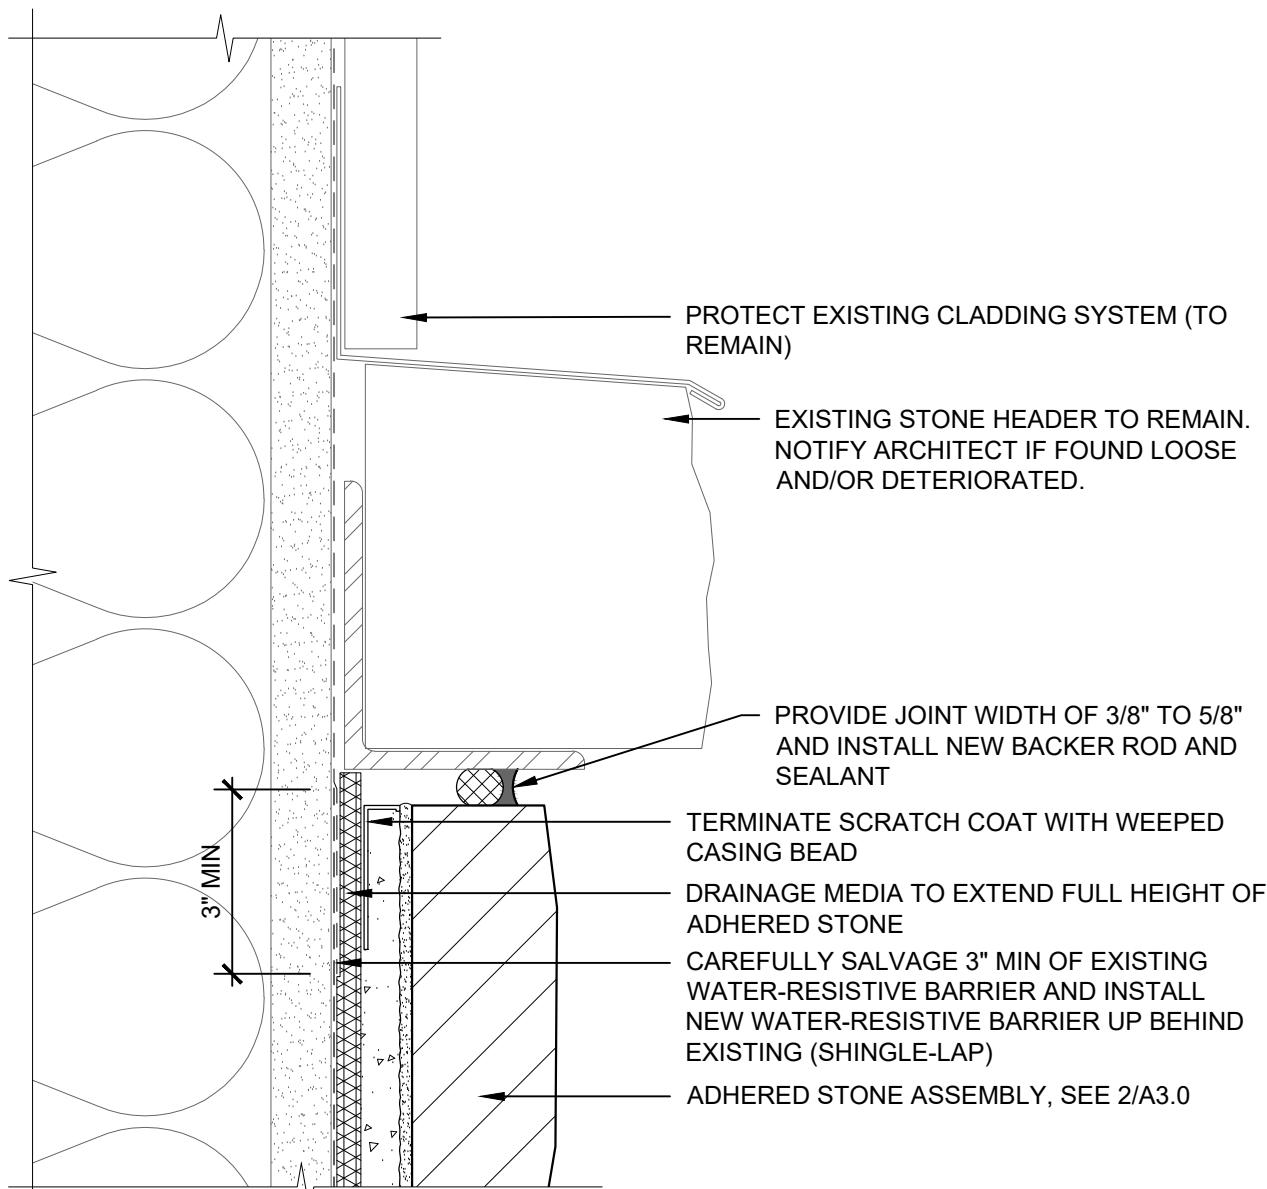 PROTECT EXISTING CLADDING SYSTEM (TO
REMAIN)
EXISTING STONE HEADER TO REMAIN.
NOTIFY ARCHITECT IF FOUND LOOSE
AND/OR DETERIORATED.
PROVIDE JOINT WIDTH OF 3/8" TO 5/8"
AND INSTALL NEW BACKER ROD AND
SEALANT
TERMINATE SCRATCH COAT WITH WEEPED
CASING BEAD
DRAINAGE MEDIA TO EXTEND FULL HEIGHT OF
ADHERED STONE
3" MIN
CAREFULLY SALVAGE 3" MIN OF EXISTING
WATER-RESISTIVE BARRIER AND INSTALL
NEW WATER-RESISTIVE BARRIER UP BEHIND
EXISTING (SHINGLE-LAP)
ADHERED STONE ASSEMBLY, SEE 2/A3.0